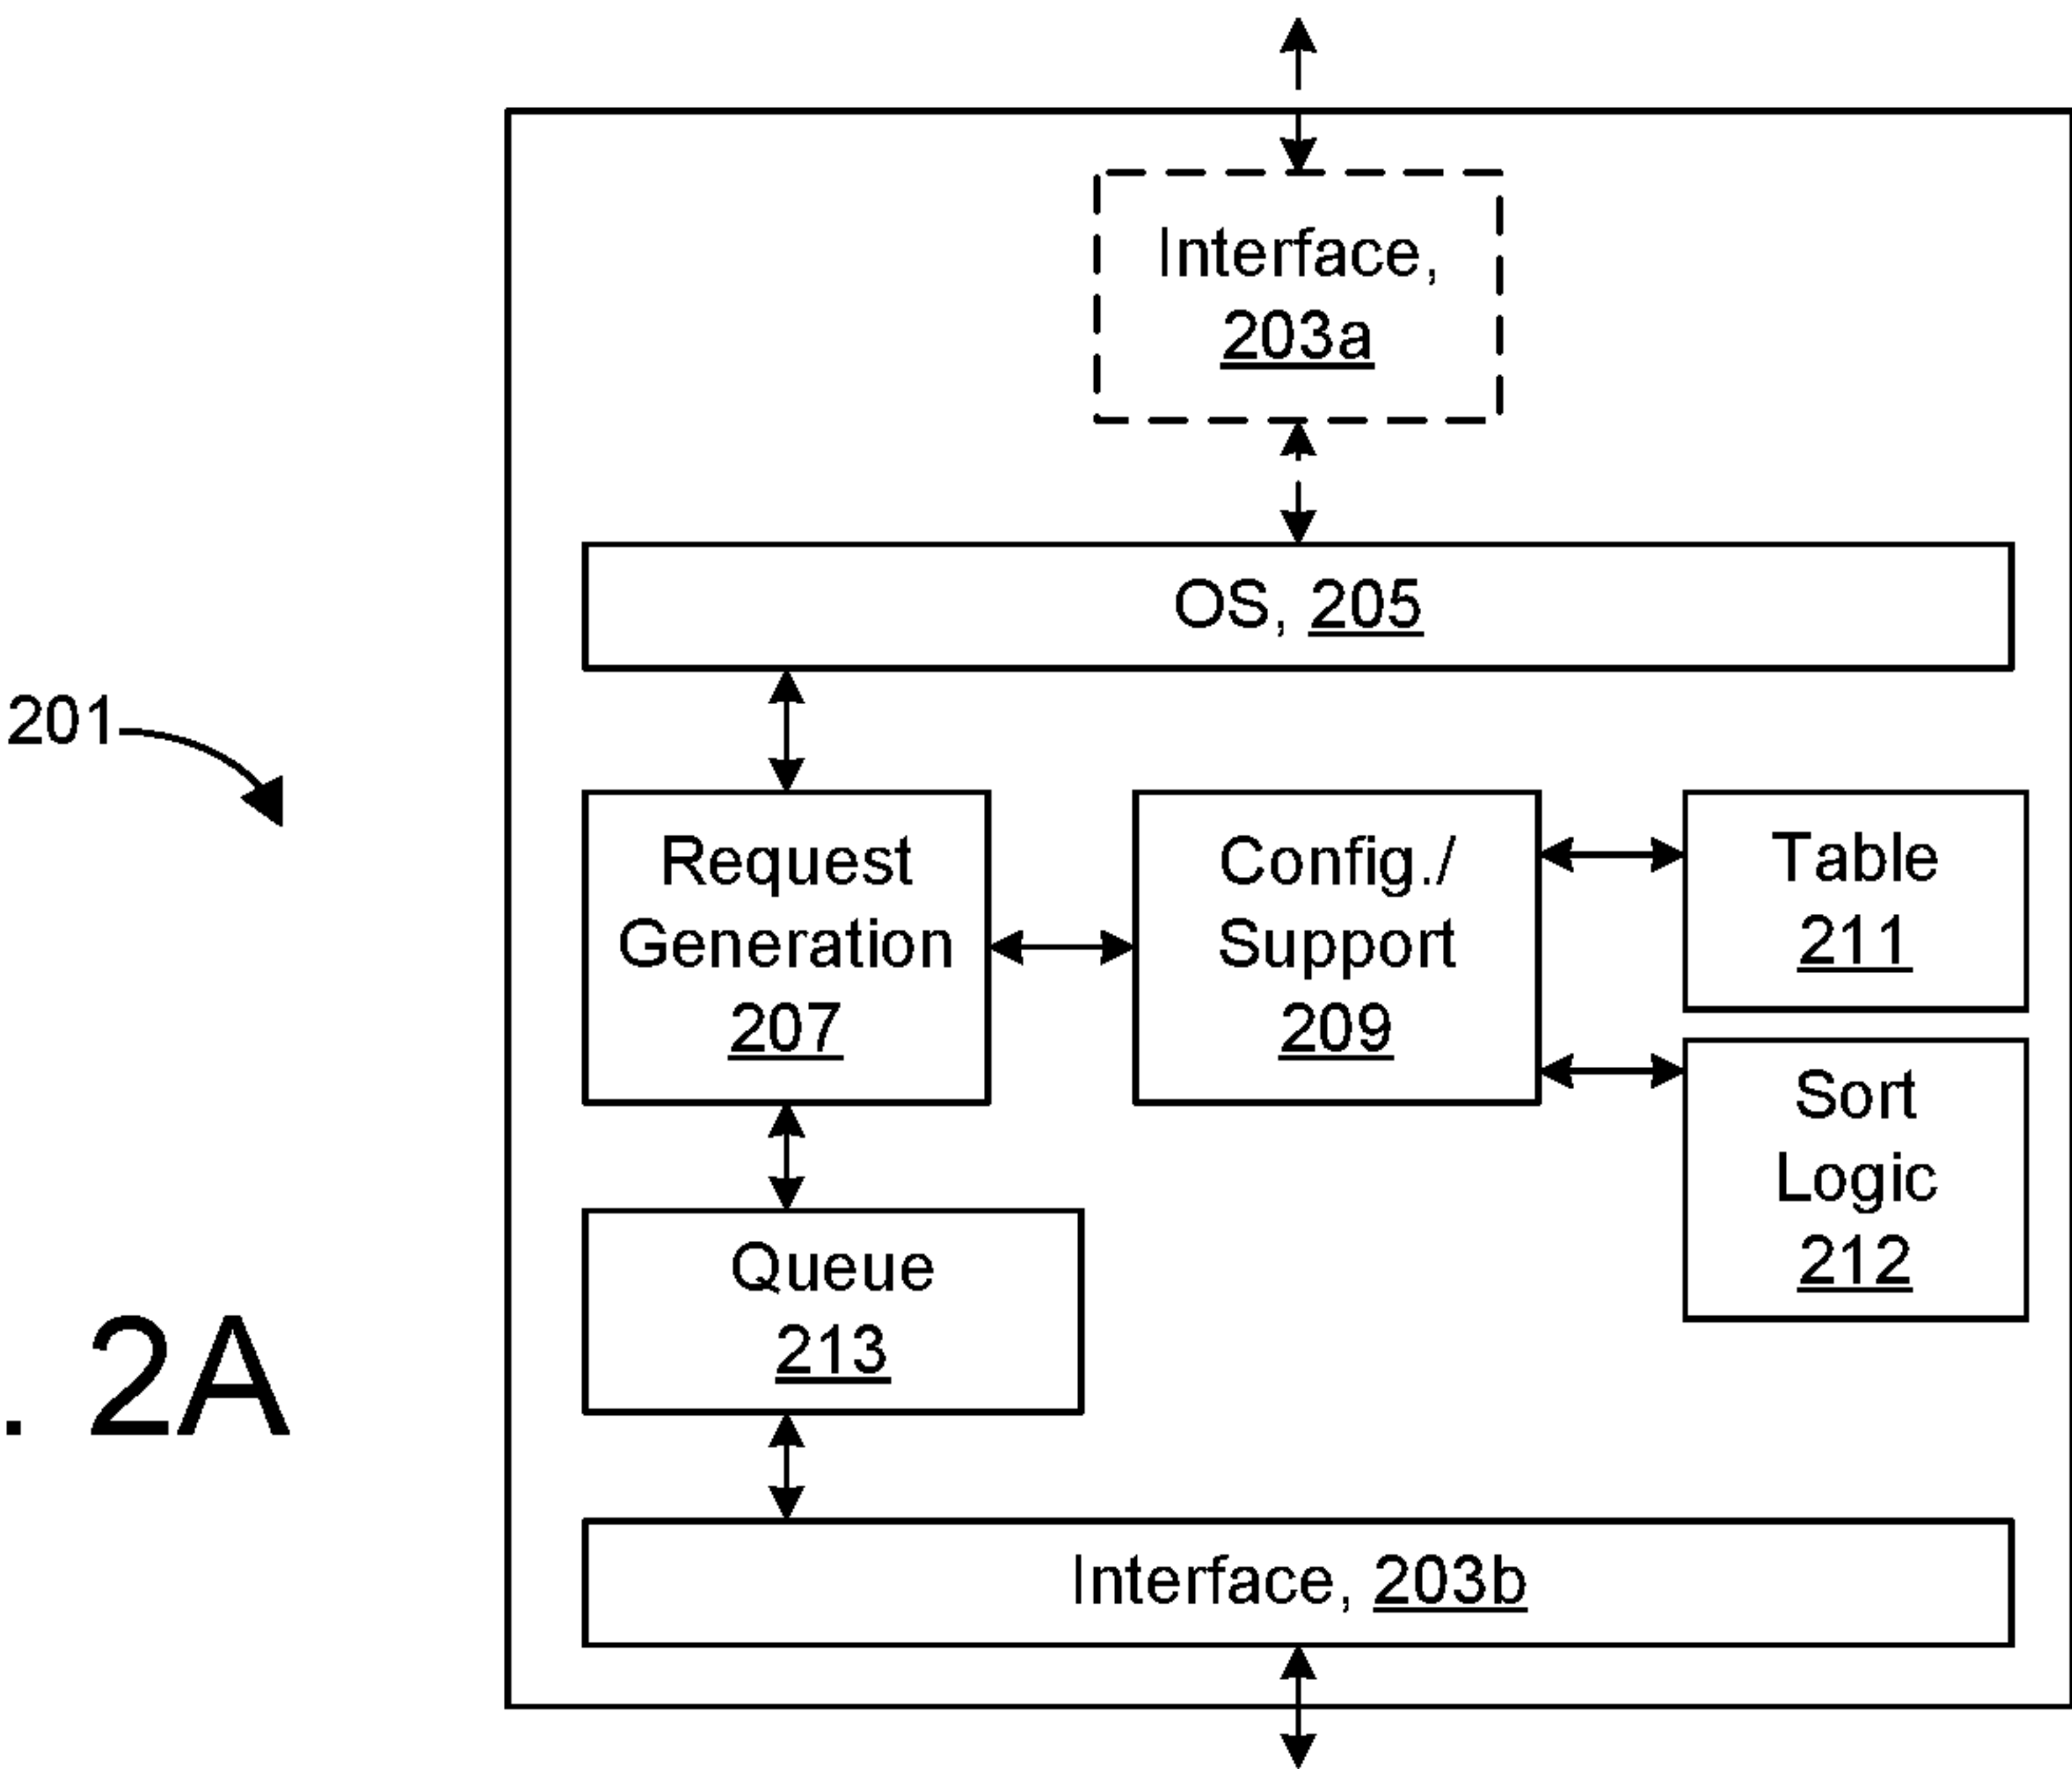 Interface,
203a
OS, 205
201
Request
Generation
207
Config./
Support
209
Table
211
Sort
Logic
212
Queue
213
. 2A
Interface, 203b